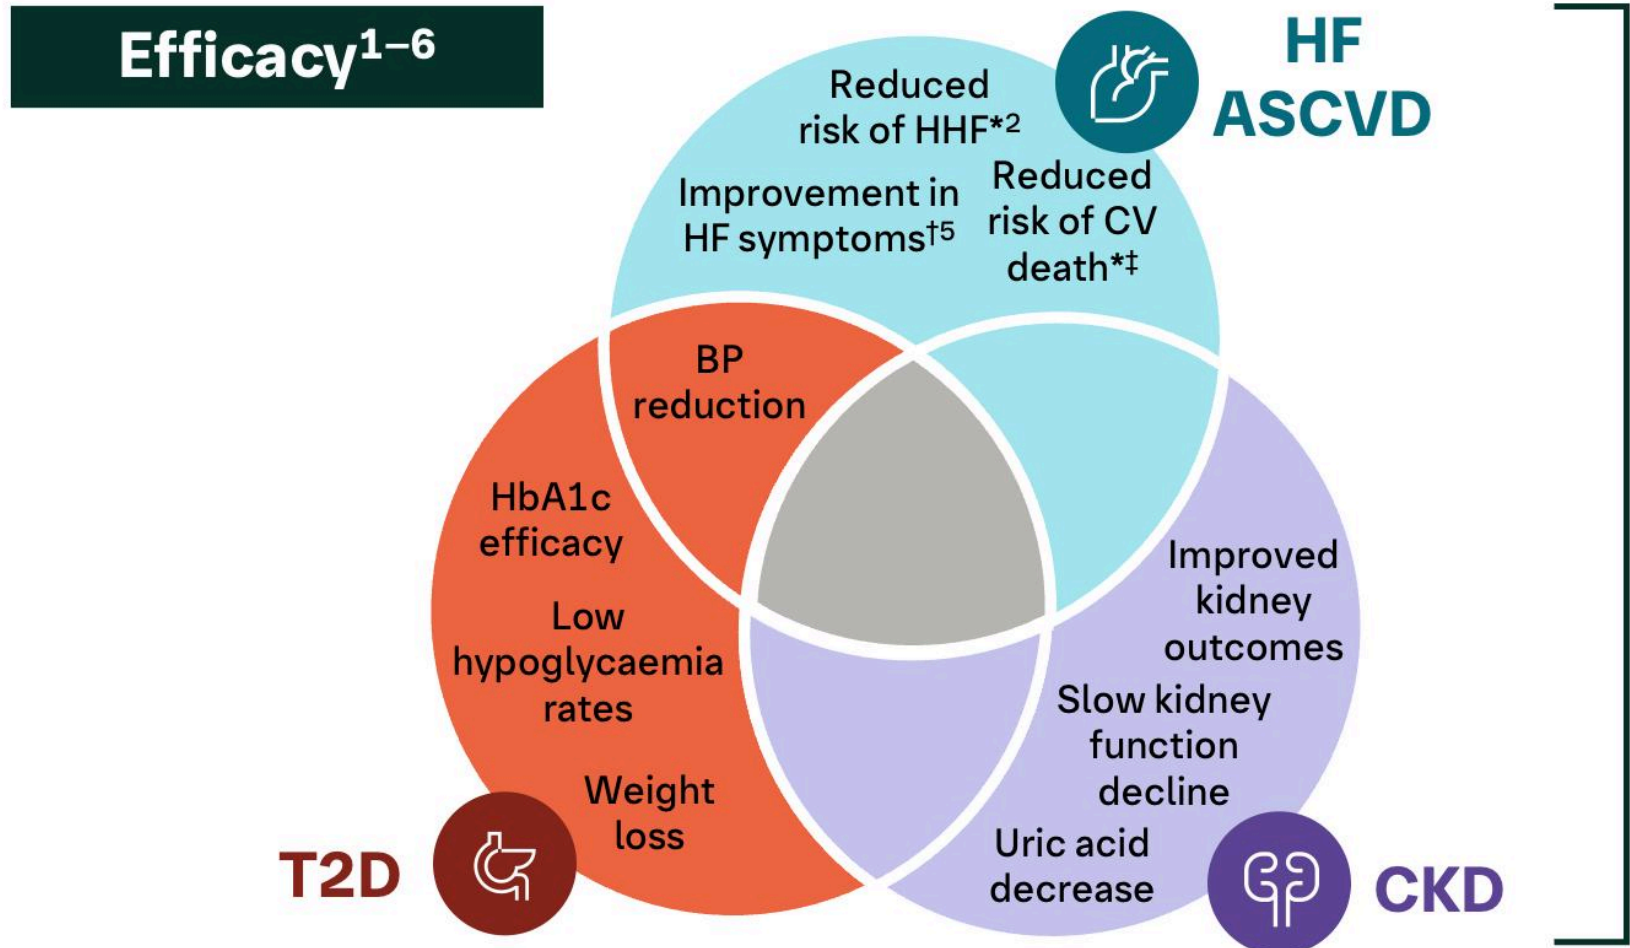 Efficacy¹⁻⁶
HF
ASCVD
Reduced
risk of HHF*²
Improvement in
HF symptoms†⁵
Reduced
risk of CV
death*‡
BP
reduction
HbA1c
efficacy
Low
hypoglycaemia
rates
Weight
loss
T2D
Improved
kidney
outcomes
Slow kidney
function
decline
Uric acid
decrease
CKD